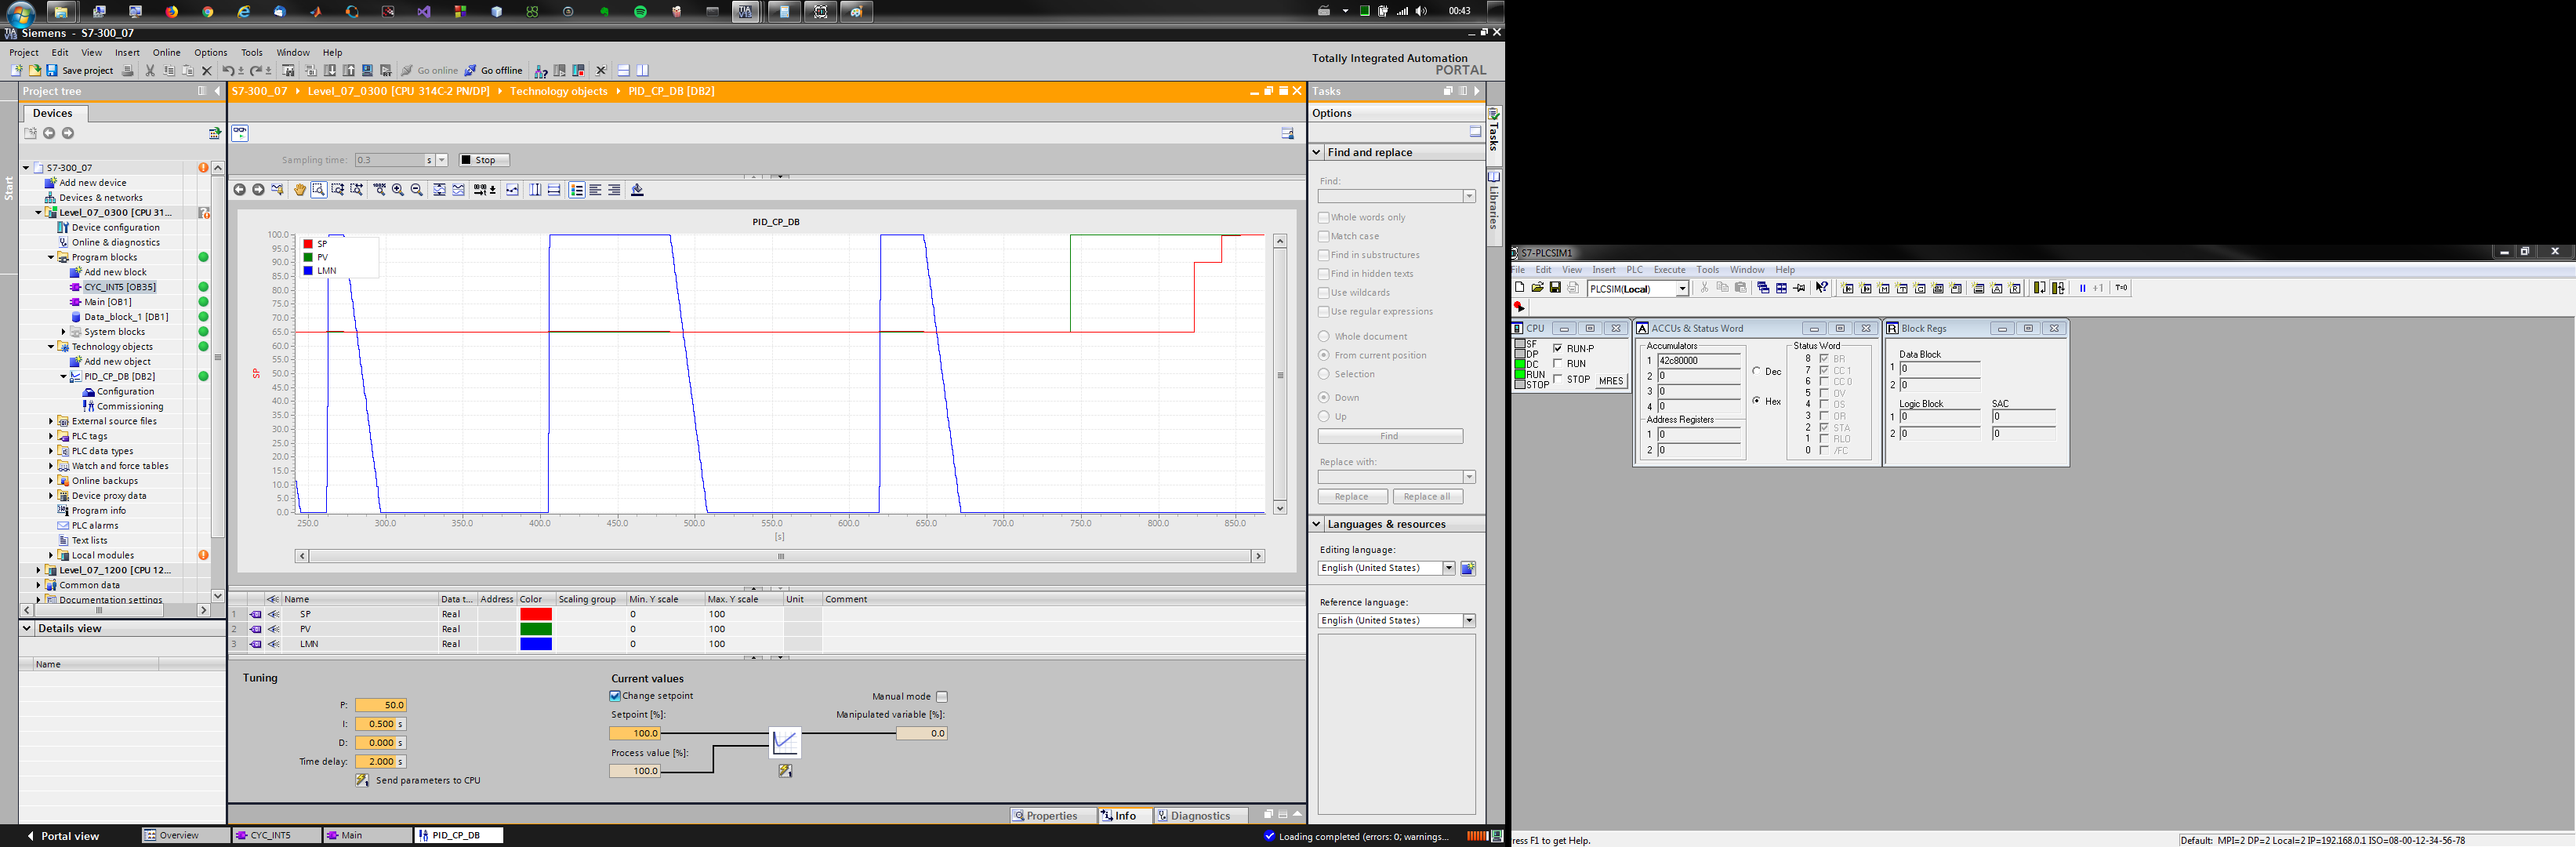 00:43
Siemens - S7-300_07
Project Edit View Insert Online Options Tools Window Help
Totally Integrated Automation
PORTAL
Save project Go online Go offline
Project tree
S7-300_07 Level_07_0300 [CPU 314C-2 PN/DP] Technology objects PID_CP_DB [DB2]
Tasks
Devices
Options
Start
Sampling time: 0.3 s Stop
Find and replace
S7-300_07
Add new device
Devices & networks
Level_07_0300 [CPU 31...
Device configuration
Online & diagnostics
Program blocks
Add new block
CYC_INT5 [OB35]
Main [OB1]
Data_block_1 [DB1]
System blocks
Technology objects
Add new object
PID_CP_DB [DB2]
Configuration
Commissioning
External source files
PLC tags
PLC data types
Watch and force tables
Online backups
Device proxy data
Program info
PLC alarms
Text lists
Local modules
Level_07_1200 [CPU 12...
Common data
Documentation settings
Details view
Name
PID_CP_DB
SP
PV
LMN
100.0
95.0
90.0
85.0
80.0
75.0
70.0
65.0
60.0
55.0
50.0
45.0
40.0
35.0
30.0
25.0
20.0
15.0
10.0
5.0
0.0
SP
250.0 300.0 350.0 400.0 450.0 500.0 550.0 600.0 650.0 700.0 750.0 800.0 850.0
[s]
Name Data t... Address Color Scaling group Min. Y scale Max. Y scale Unit Comment
1 SP Real 0 100
2 PV Real 0 100
3 LMN Real 0 100
Tuning
P: 50.0
I: 0.500 s
D: 0.000 s
Time delay: 2.000 s
Send parameters to CPU
Current values
Change setpoint
Manual mode
Setpoint [%]:
Manipulated variable [%]:
100.0
0.0
Process value [%]:
100.0
Find:
Whole words only
Match case
Find in substructures
Find in hidden texts
Use wildcards
Use regular expressions
Whole document
From current position
Selection
Down
Up
Find
Replace with:
Replace Replace all
Languages & resources
Editing language:
English (United States)
Reference language:
English (United States)
Tasks
Libraries
Properties Info Diagnostics
Portal view Overview CYC_INT5 Main PID_CP_DB
Loading completed (errors: 0; warnings...
S7-PLCSIM1
File Edit View Insert PLC Execute Tools Window Help
PLCSIM(Local)
+1 T=0
CPU
SF
DP
DC
RUN
STOP
RUN-P
RUN
STOP MRES
ACCUs & Status Word
Accumulators
1 42c80000
2 0
3 0
4 0
Address Registers
1 0
2 0
Dec
Hex
Status Word
8 BR
7 CC 1
6 CC 0
5 OV
4 OS
3 OR
2 STA
1 RLO
0 /FC
Block Regs
Data Block
1 0
2 0
Logic Block SAC
1 0 0
2 0 0
ress F1 to get Help.
Default: MPI=2 DP=2 Local=2 IP=192.168.0.1 ISO=08-00-12-34-56-78